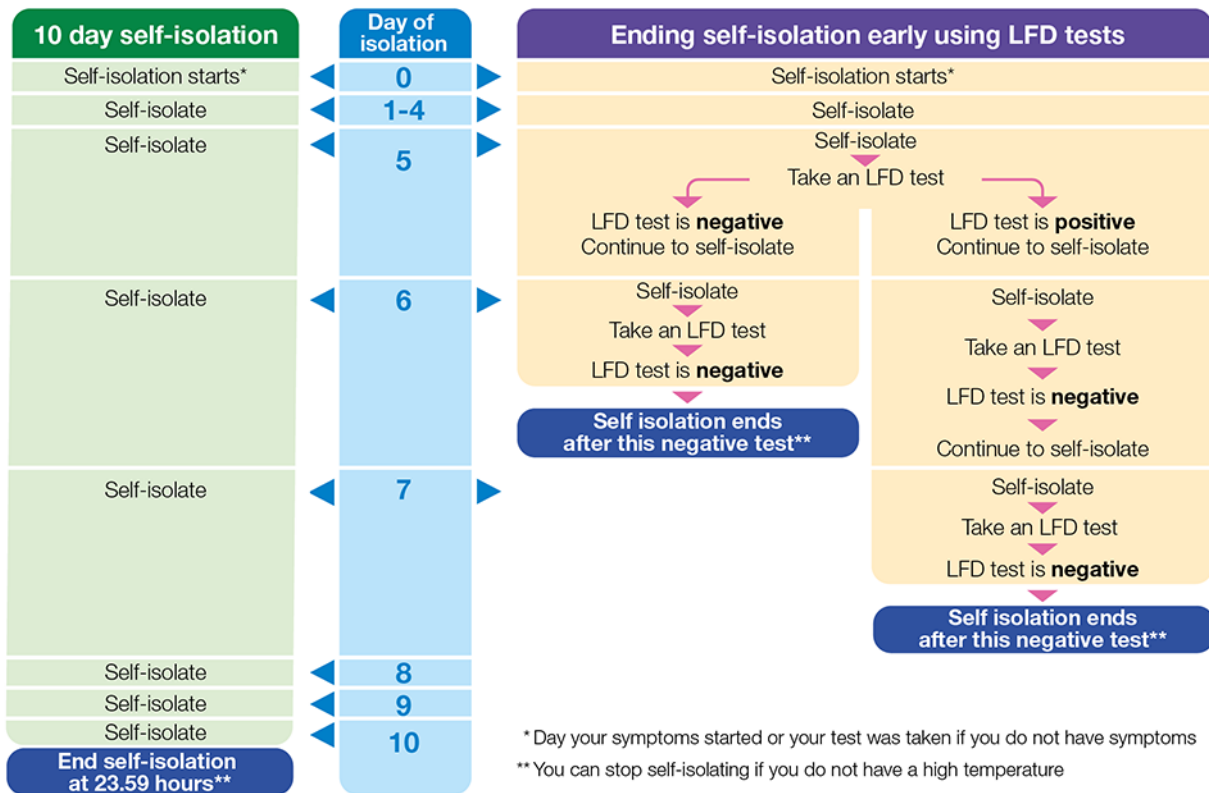 10 day self-isolation
Day of
isolation
Ending self-isolation early using LFD tests
Self-isolation starts*
0
Self-isolation starts*
Self-isolate
1-4
Self-isolate
Self-isolate
5
Self-isolate
Take an LFD test
LFD test is negative
Continue to self-isolate
LFD test is positive
Continue to self-isolate
Self-isolate
6
Self-isolate
Take an LFD test
LFD test is negative
Self isolation ends
after this negative test**
Self-isolate
Take an LFD test
LFD test is negative
Continue to self-isolate
Self-isolate
7
Self-isolate
Take an LFD test
LFD test is negative
Self isolation ends
after this negative test**
Self-isolate
8
Self-isolate
9
Self-isolate
10
End self-isolation
at 23.59 hours**
* Day your symptoms started or your test was taken if you do not have symptoms
** You can stop self-isolating if you do not have a high temperature